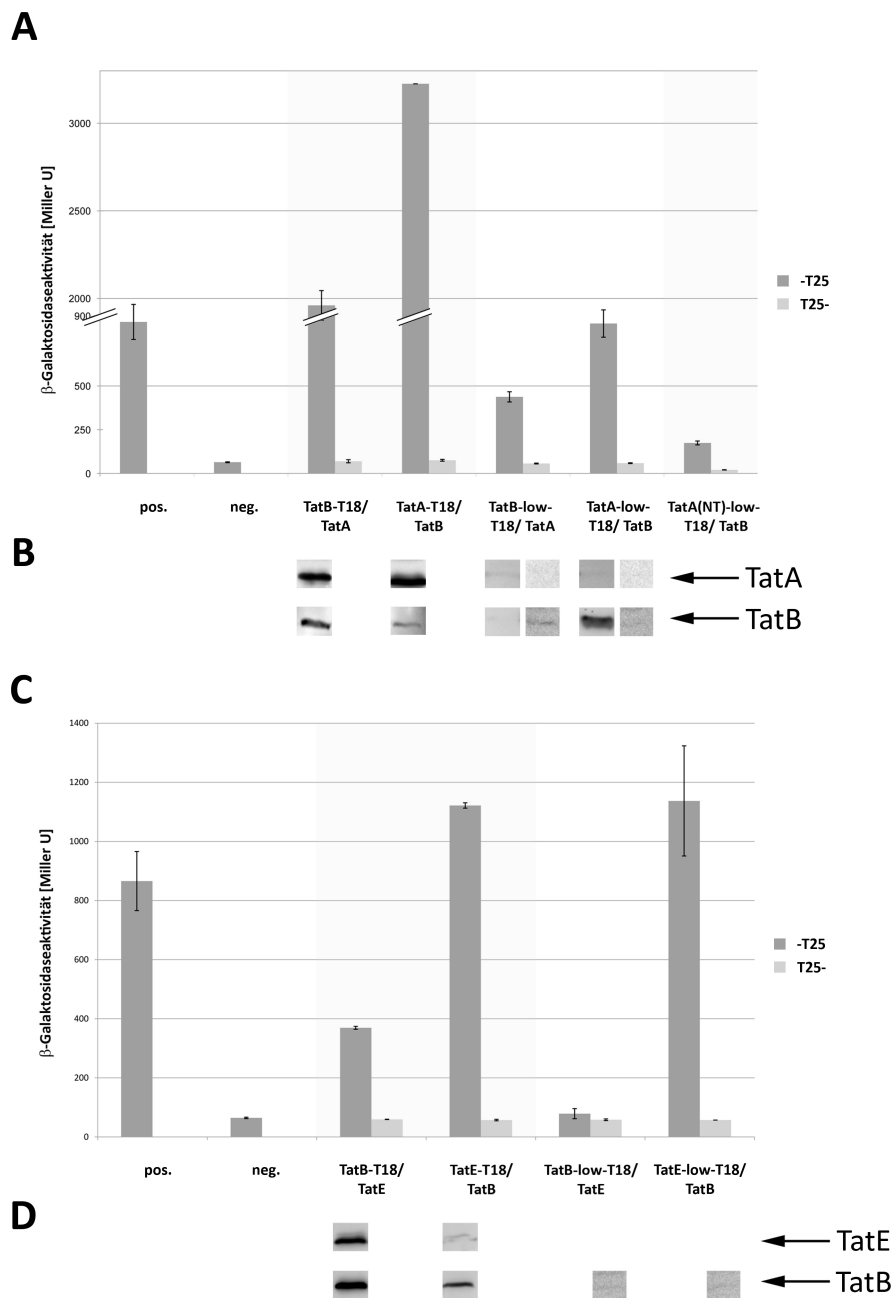 A
β-Galaktosidaseaktivität [Miller U]
3000
2500
2000
900
500
250
0
-T25
T25-
pos.
neg.
TatB-T18/
TatA
TatA-T18/
TatB
TatB-low-
T18/ TatA
TatA-low-
T18/ TatB
TatA(NT)-low-
T18/ TatB
B
TatA
TatB
C
β-Galaktosidaseaktivität [Miller U]
1400
1200
1000
800
600
400
200
0
-T25
T25-
pos.
neg.
TatB-T18/
TatE
TatE-T18/
TatB
TatB-low-T18/
TatE
TatE-low-T18/
TatB
D
TatE
TatB